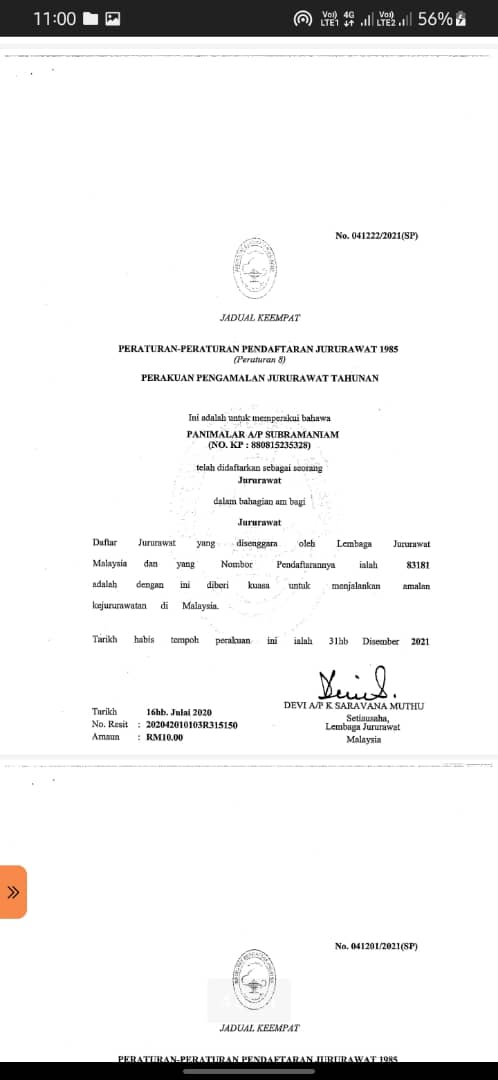 11:00
Vo) LTE1 4G Vo) LTE2 56%
No. 041222/2021(SP)
JADUAL KEEMPAT
PERATURAN-PERATURAN PENDAFTARAN JURURAWAT 1985
(Peraturan 8)
PERAKUAN PENGAMALAN JURURAWAT TAHUNAN
Ini adalah untuk memperakui bahawa
PANIMALAR A/P SUBRAMANIAM
(NO. KP : 880815235328)
telah didaftarkan sebagai seorang
Jururawat
dalam bahagian am bagi
Jururawat
Daftar Jururawat yang disenggara oleh Lembaga Jururawat
Malaysia dan yang Nombor Pendaftarannya ialah 83181
adalah dengan ini diberi kuasa untuk menjalankan amalan
kejururawatan di Malaysia.
Tarikh habis tempoh perakuan ini ialah 31hb Disember 2021
DEVI A/P K SARAVANA MUTHU
Setiausaha,
Lembaga Jururawat
Malaysia
Tarikh 16hb. Julai 2020
No. Resit : 202042010103R315150
Amaun : RM10.00
No. 041201/2021(SP)
JADUAL KEEMPAT
PERATURAN-PERATURAN PENDAFTARAN JURURAWAT 1985